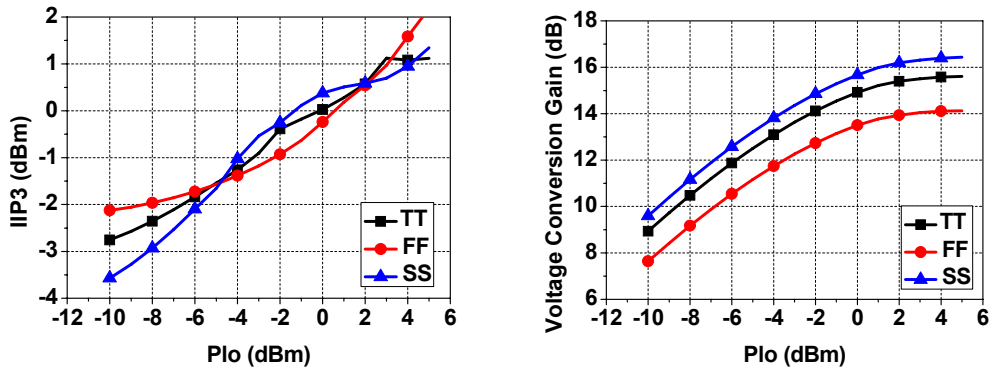 IIP3 (dBm)
2
1
0
-1
-2
-3
-4
TT
FF
SS
-12 -10 -8 -6 -4 -2 0 2 4 6
Plo (dBm)
Voltage Conversion Gain (dB)
18
16
14
12
10
8
6
TT
FF
SS
-12 -10 -8 -6 -4 -2 0 2 4 6
Plo (dBm)